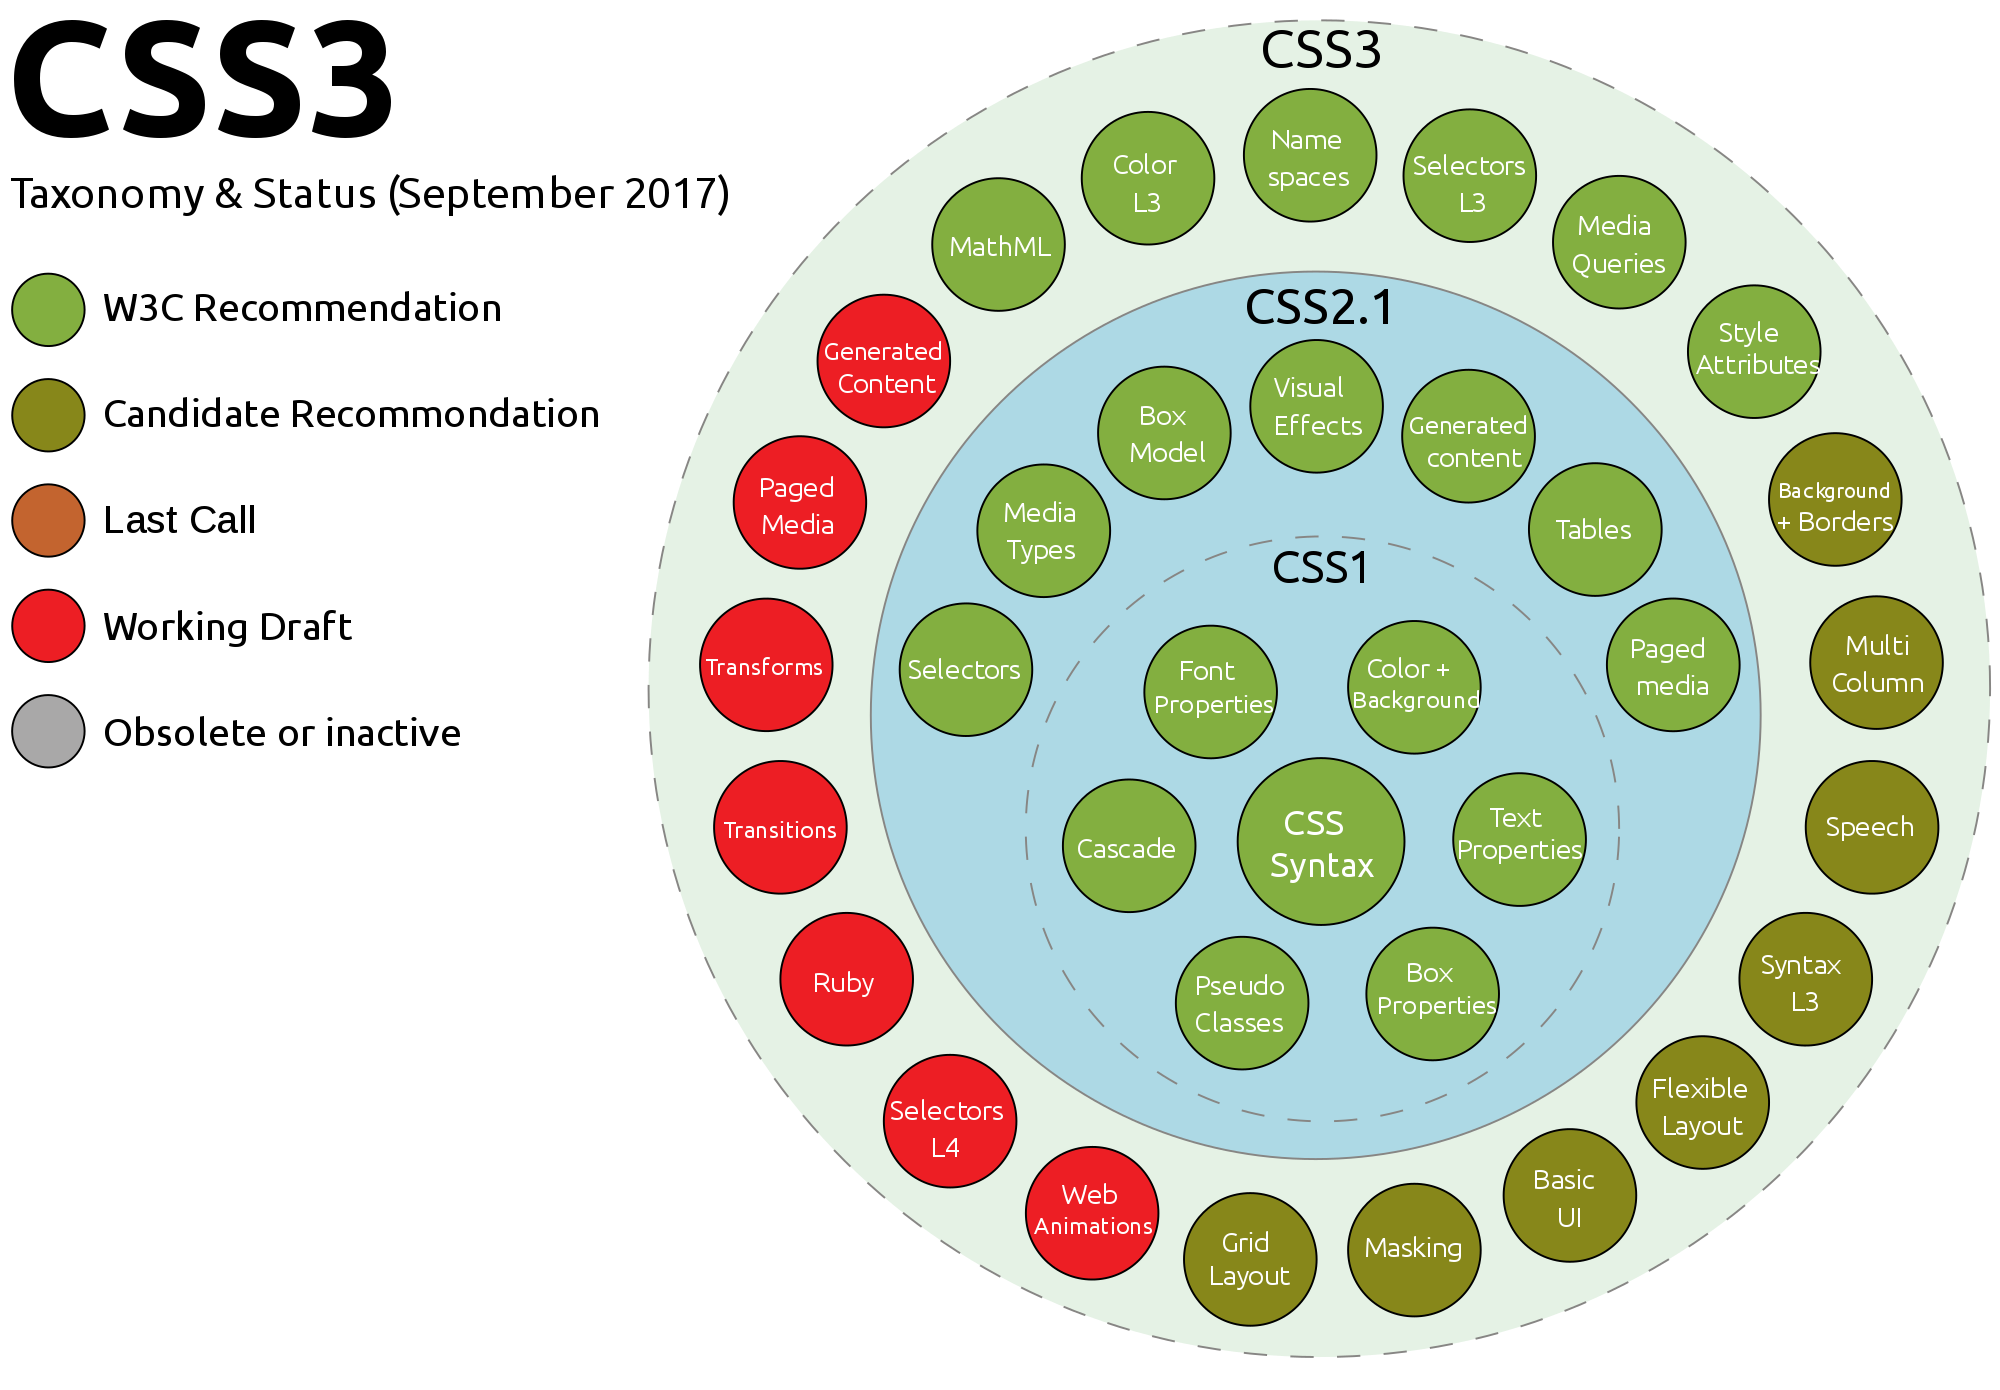 CSS3
Taxonomy & Status (September 2017)
W3C Recommendation
Candidate Recommondation
Last Call
Working Draft
Obsolete or inactive
CSS3
Name
spaces
Selectors
L3
Media
Queries
Style
Attributes
Background
+ Borders
Multi
Column
Speech
Syntax
L3
Flexible
Layout
Basic
UI
Masking
Grid
Layout
Web
Animations
Selectors
L4
Ruby
Transitions
Transforms
Paged
Media
Generated
Content
MathML
Color
L3
CSS2.1
Visual
Effects
Generated
content
Tables
Paged
media
Selectors
Media
Types
Box
Model
CSS1
Font
Properties
Color +
Background
Text
Properties
Box
Properties
Pseudo
Classes
Cascade
CSS
Syntax